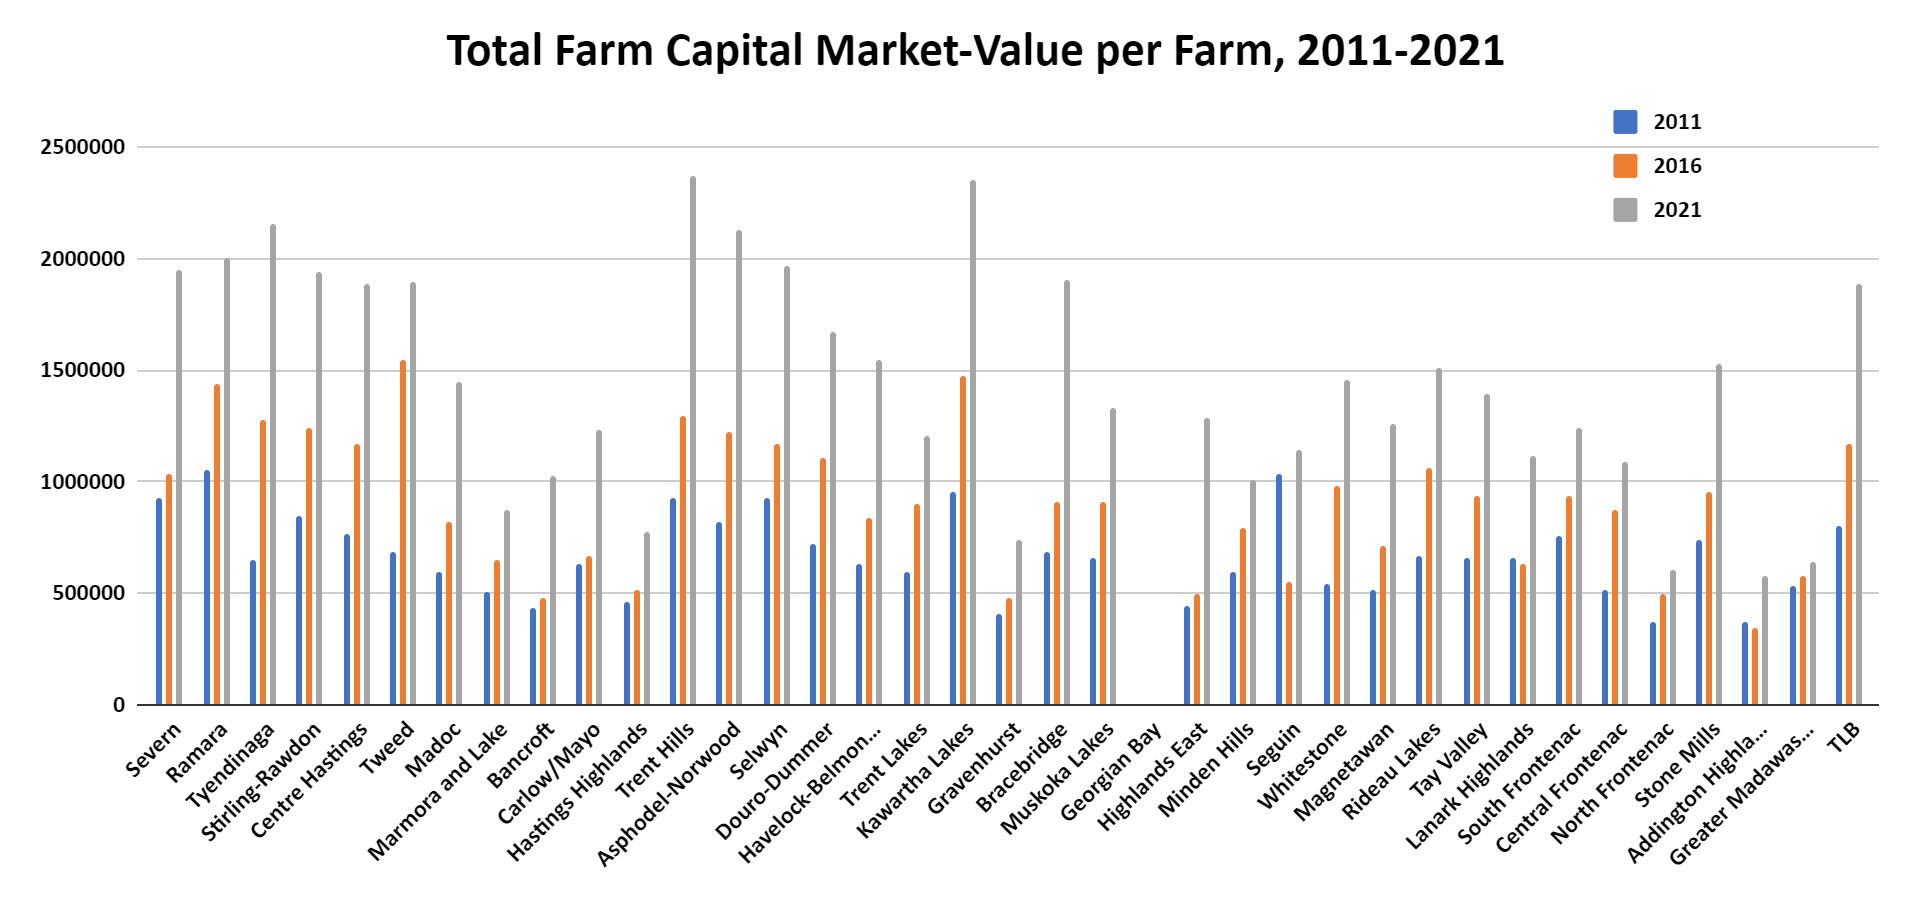 Total Farm Capital Market-Value per Farm, 2011-2021
2011
2016
2021
2500000
2000000
1500000
1000000
500000
0
Severn
Ramara
Tyendinaga
Stirling-Rawdon
Centre Hastings
Tweed
Madoc
Marmora and Lake
Bancroft
Carlow/Mayo
Hastings Highlands
Trent Hills
Asphodel-Norwood
Selwyn
Douro-Dummer
Havelock-Belmon...
Trent Lakes
Kawartha Lakes
Gravenhurst
Bracebridge
Muskoka Lakes
Georgian Bay
Highlands East
Minden Hills
Seguin
Whitestone
Magnetawan
Rideau Lakes
Tay Valley
Lanark Highlands
South Frontenac
Central Frontenac
North Frontenac
Stone Mills
Addington Highla...
Greater Madawas...
TLB